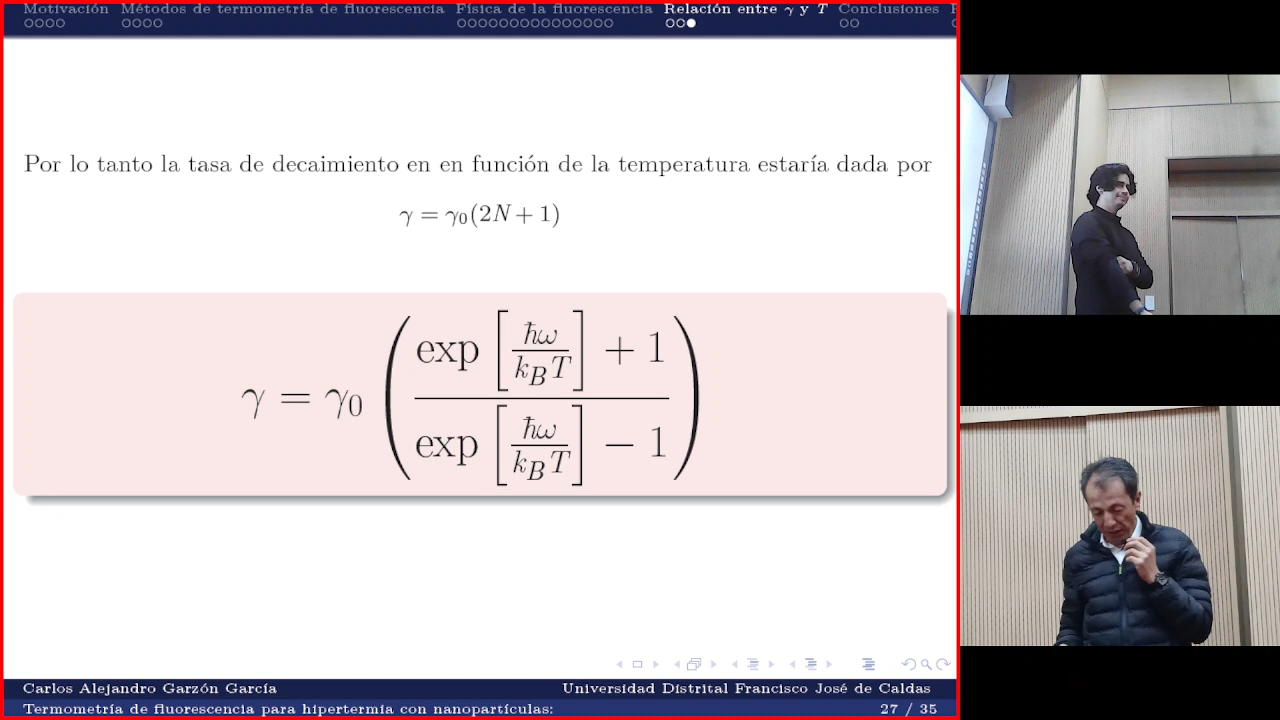 Motivación Métodos de termometría de fluorescencia Física de la fluorescencia Relación entre γ y T Conclusiones
Por lo tanto la tasa de decaimiento en en función de la temperatura estaría dada por
γ = γ₀(2N + 1)
γ = γ₀ ( (exp [ħω / k_B T] + 1) / (exp [ħω / k_B T] − 1) )
Carlos Alejandro Garzón García Universidad Distrital Francisco José de Caldas
Termometría de fluorescencia para hipertermia con nanopartículas: 27 / 35